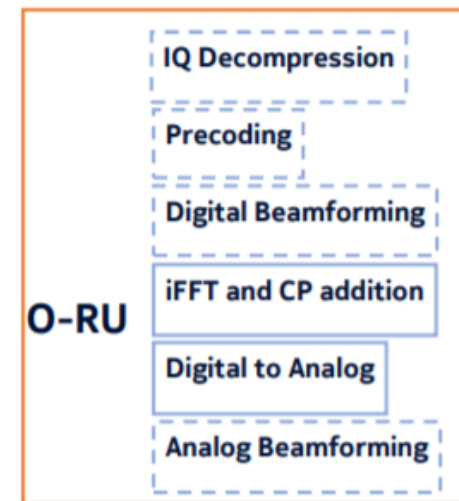 IQ Decompression
Precoding
Digital Beamforming
iFFT and CP addition
O-RU
Digital to Analog
Analog Beamforming